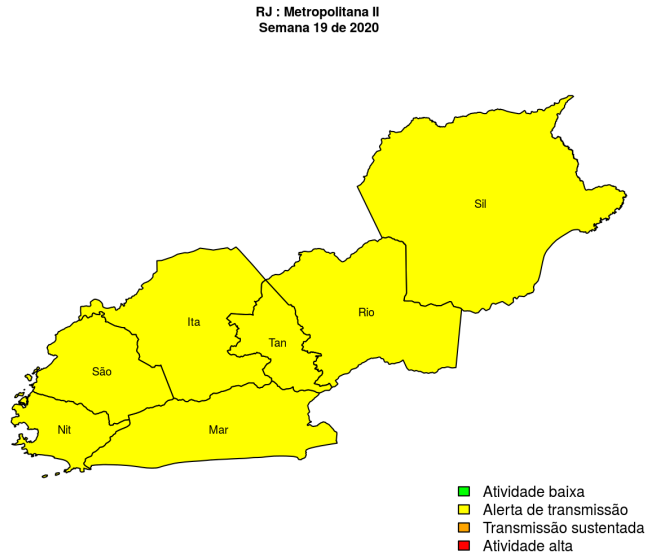 RJ : Metropolitana II
Semana 19 de 2020
Sil
Rio
Ita
Tan
São
Nit
Mar
Atividade baixa
Alerta de transmissão
Transmissão sustentada
Atividade alta